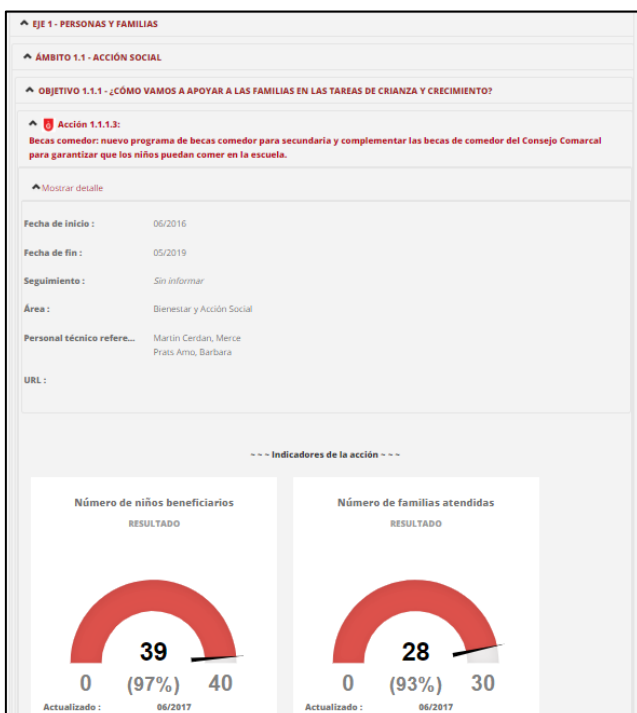 EJE 1 - PERSONAS Y FAMILIAS
ÁMBITO 1.1 - ACCIÓN SOCIAL
OBJETIVO 1.1.1 - ¿CÓMO VAMOS A APOYAR A LAS FAMILIAS EN LAS TAREAS DE CRIANZA Y CRECIMIENTO?
Acción 1.1.1.3:
Becas comedor: nuevo programa de becas comedor para secundaria y complementar las becas de comedor del Consejo Comarcal
para garantizar que los niños puedan comer en la escuela.
Mostrar detalle
Fecha de inicio : 06/2016
Fecha de fin : 05/2019
Seguimiento : Sin informar
Área : Bienestar y Acción Social
Personal técnico refere... Martin Cerdan, Merce
Prats Amo, Barbara
URL :
~ ~ ~ Indicadores de la acción ~ ~ ~
Número de niños beneficiarios
RESULTADO
39
0 (97%) 40
Actualizado : 06/2017
Número de familias atendidas
RESULTADO
28
0 (93%) 30
Actualizado : 06/2017